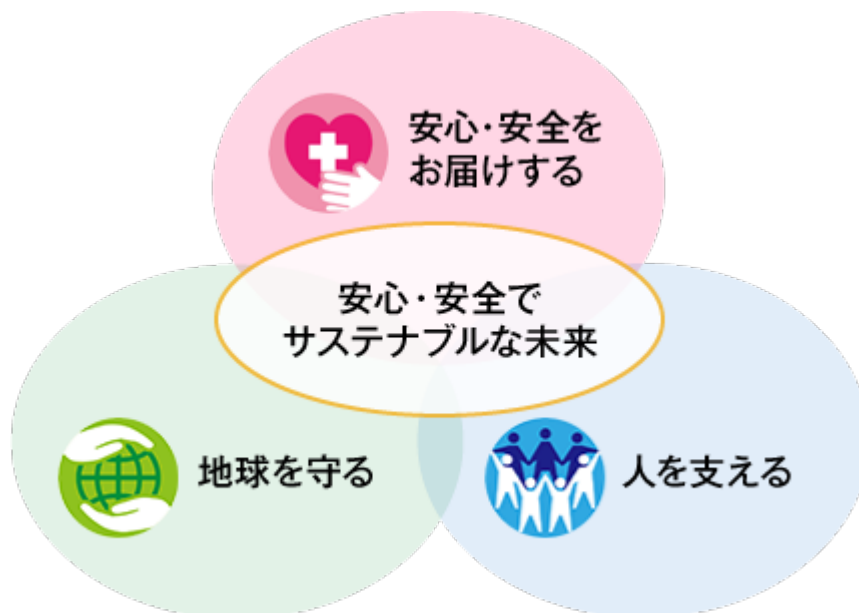 安心・安全を
お届けする
安心・安全で
サステナブルな未来
地球を守る
人を支える